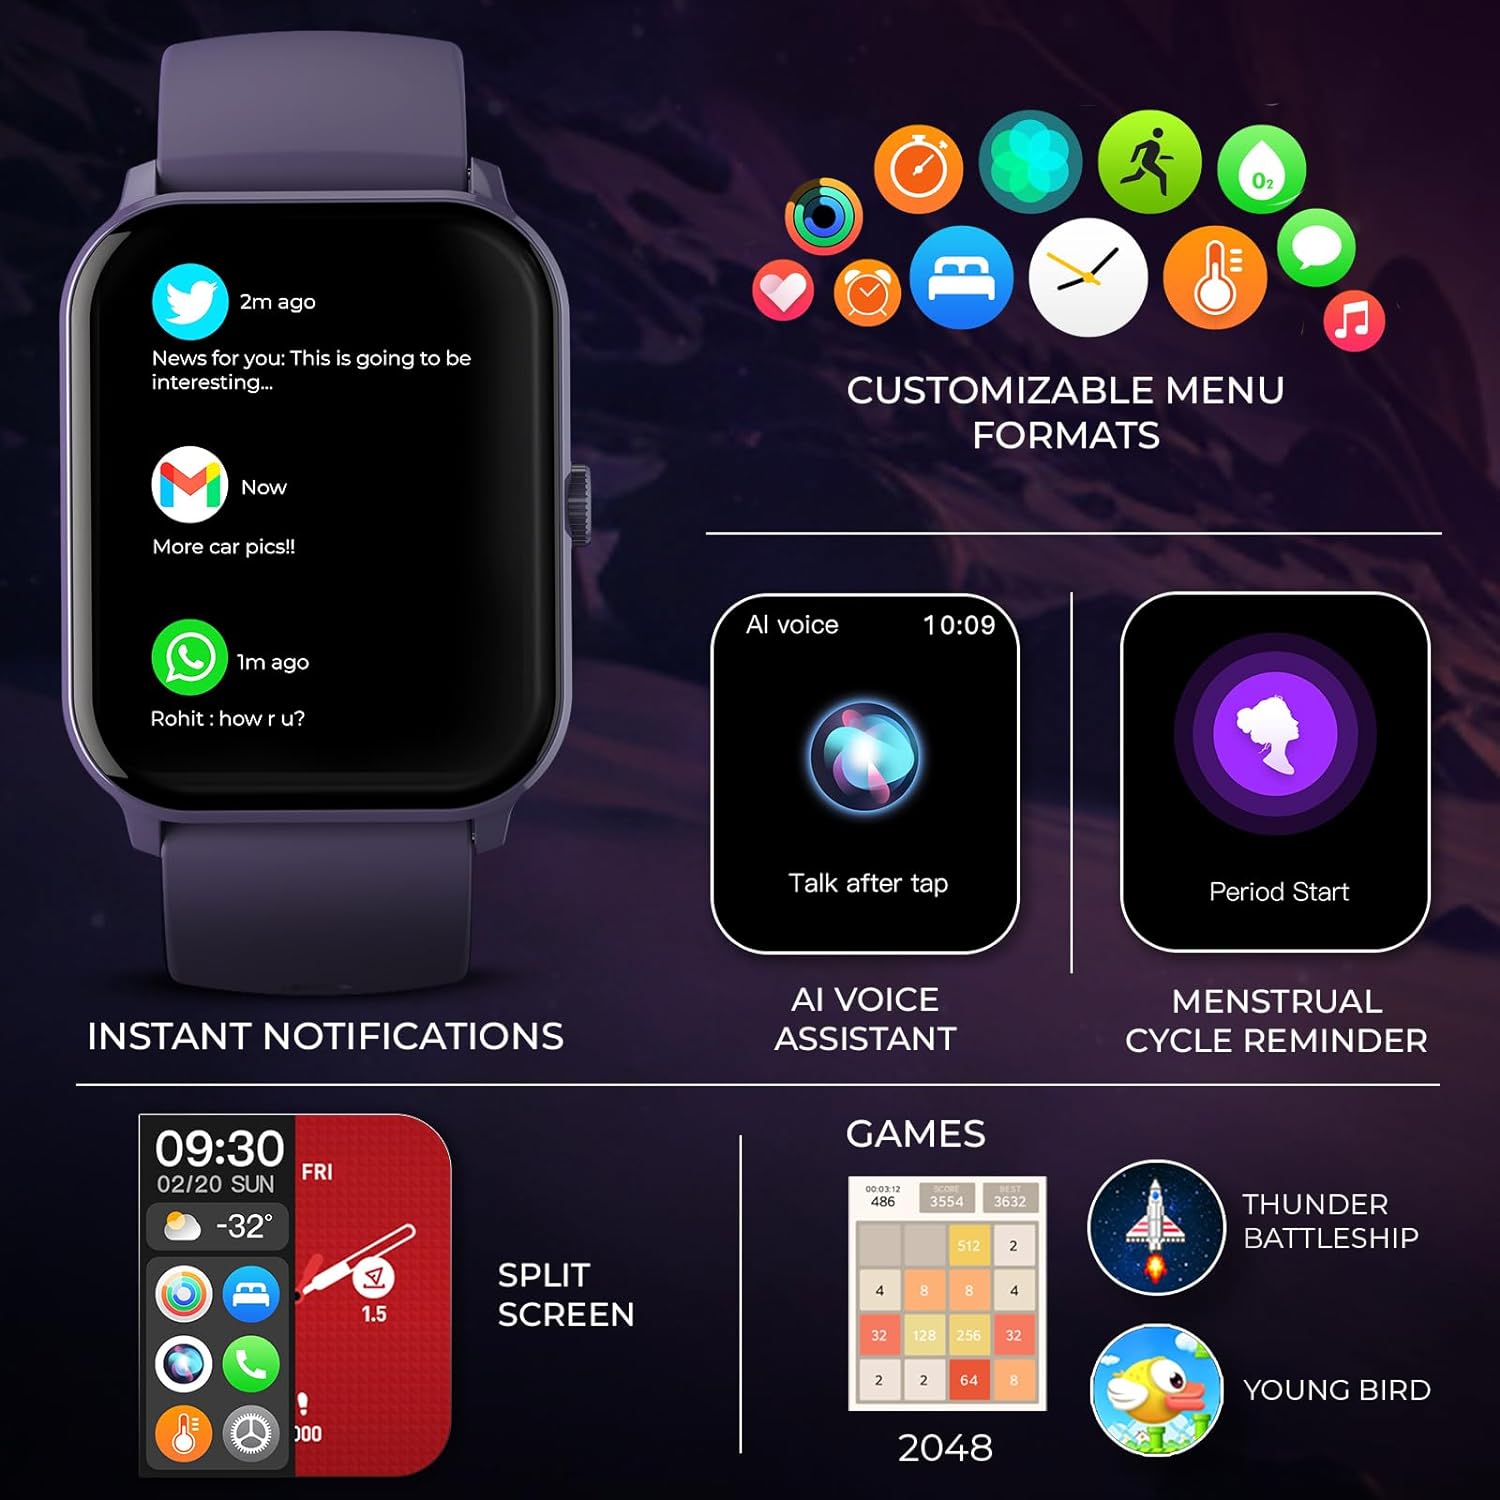 2m ago
News for you: This is going to be
interesting...
Now
More car pics!!
1m ago
Rohit : how r u?
INSTANT NOTIFICATIONS
O₂
CUSTOMIZABLE MENU
FORMATS
AI voice 10:09
Talk after tap
AI VOICE
ASSISTANT
Period Start
MENSTRUAL
CYCLE REMINDER
09:30
02/20 SUN
-32°
FRI
1.5
000
SPLIT
SCREEN
GAMES
00:03:12 SCORE BEST
486 3554 3632
512 2
4 8 8 4
32 128 256 32
2 2 64 8
2048
THUNDER
BATTLESHIP
YOUNG BIRD